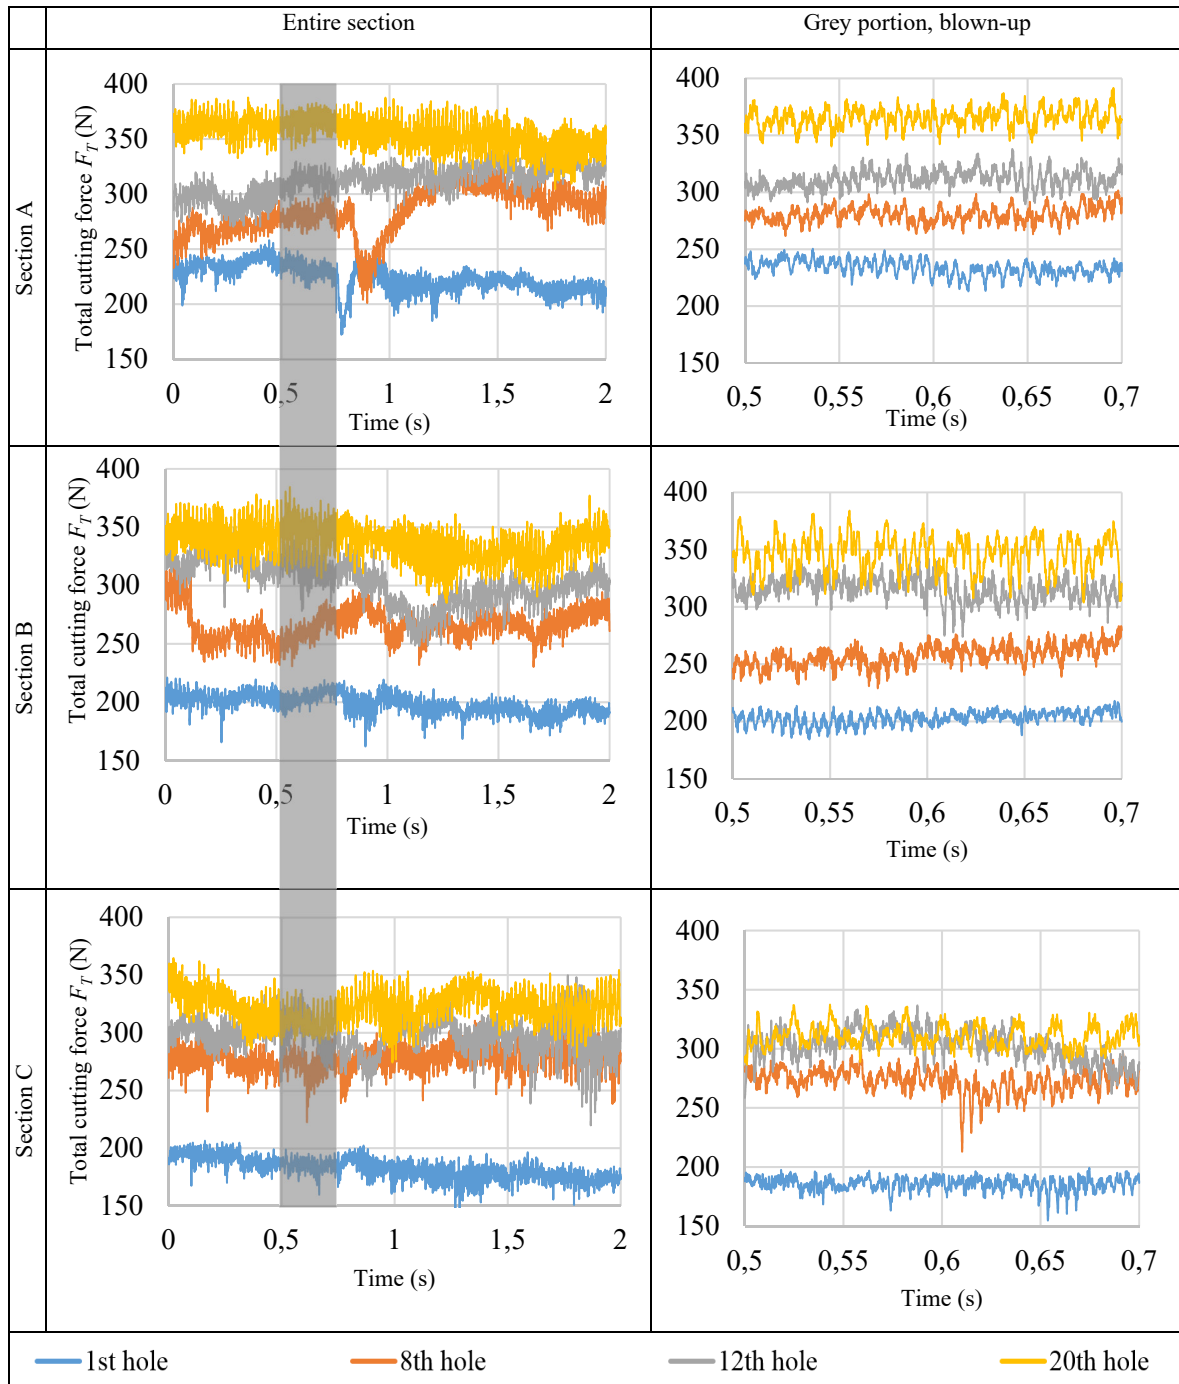 Entire section
Grey portion, blown-up
Section A
Total cutting force F_T (N)
400
350
300
250
200
150
0 0,5 1 1,5 2
Time (s)
400
350
300
250
200
150
0,5 0,55 0,6 0,65 0,7
Time (s)
Section B
Total cutting force F_T (N)
400
350
300
250
200
150
0 0,5 1 1,5 2
Time (s)
400
350
300
250
200
150
0,5 0,55 0,6 0,65 0,7
Time (s)
Section C
Total cutting force F_T (N)
400
350
300
250
200
150
0 0,5 1 1,5 2
Time (s)
400
350
300
250
200
150
0,5 0,55 0,6 0,65 0,7
Time (s)
1st hole 8th hole 12th hole 20th hole